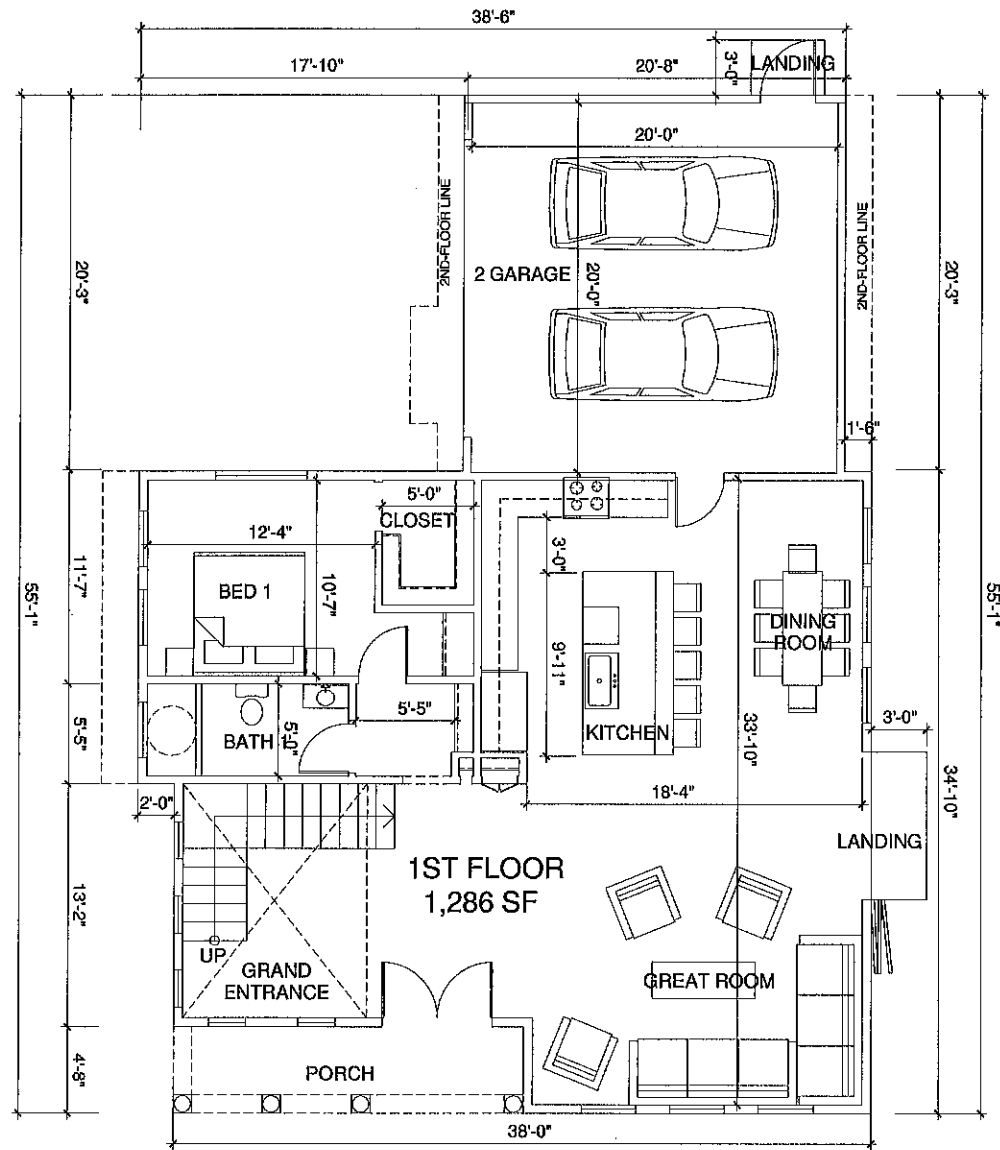 38'-6"
17'-10"
20'-8"
3'-0"
LANDING
20'-0"
2ND-FLOOR LINE
2ND-FLOOR LINE
20'-3"
2 GARAGE
20'-0"
20'-3"
1'-6"
5'-0"
CLOSET
12'-4"
3'-0"
11'-7"
BED 1
10'-7"
55'-1"
55'-1"
DINING
ROOM
9'-11"
5'-5"
5'-5"
BATH 1
5'-0"
KITCHEN
33'-10"
3'-0"
34'-10"
2'-0"
18'-4"
LANDING
1ST FLOOR
1,286 SF
13'-2"
UP
GRAND
ENTRANCE
GREAT ROOM
4'-8"
PORCH
38'-0"